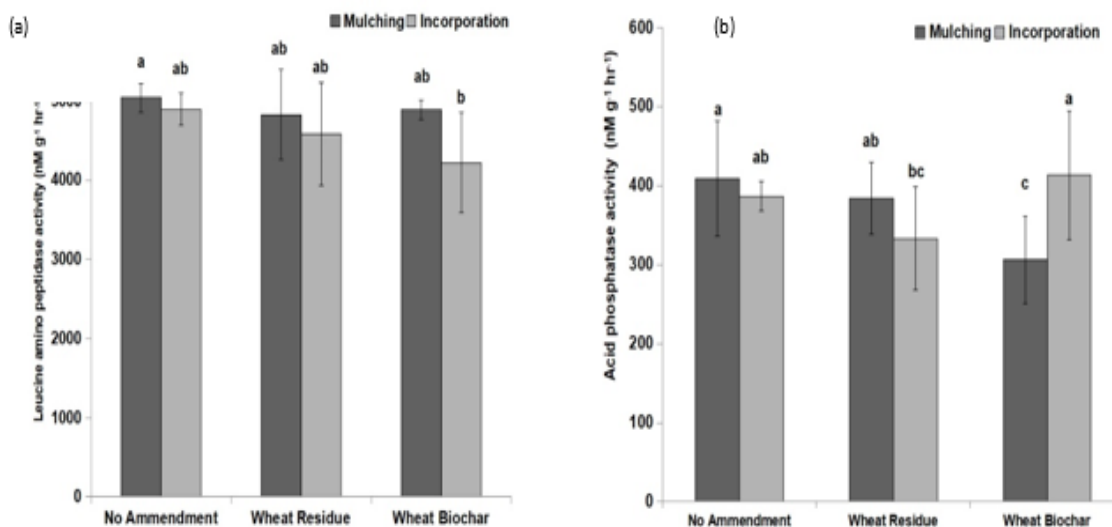 (a)
Mulching Incorporation
a ab ab ab ab b
Leucine amino peptidase activity (nM g⁻¹ hr⁻¹
5000
4000
3000
2000
1000
0
No Ammendment Wheat Residue Wheat Biochar
(b)
Mulching Incorporation
a ab ab bc c a
Acid phosphatase activity (nM g⁻¹ hr⁻¹)
600
500
400
300
200
100
0
No Ammendment Wheat Residue Wheat Biochar